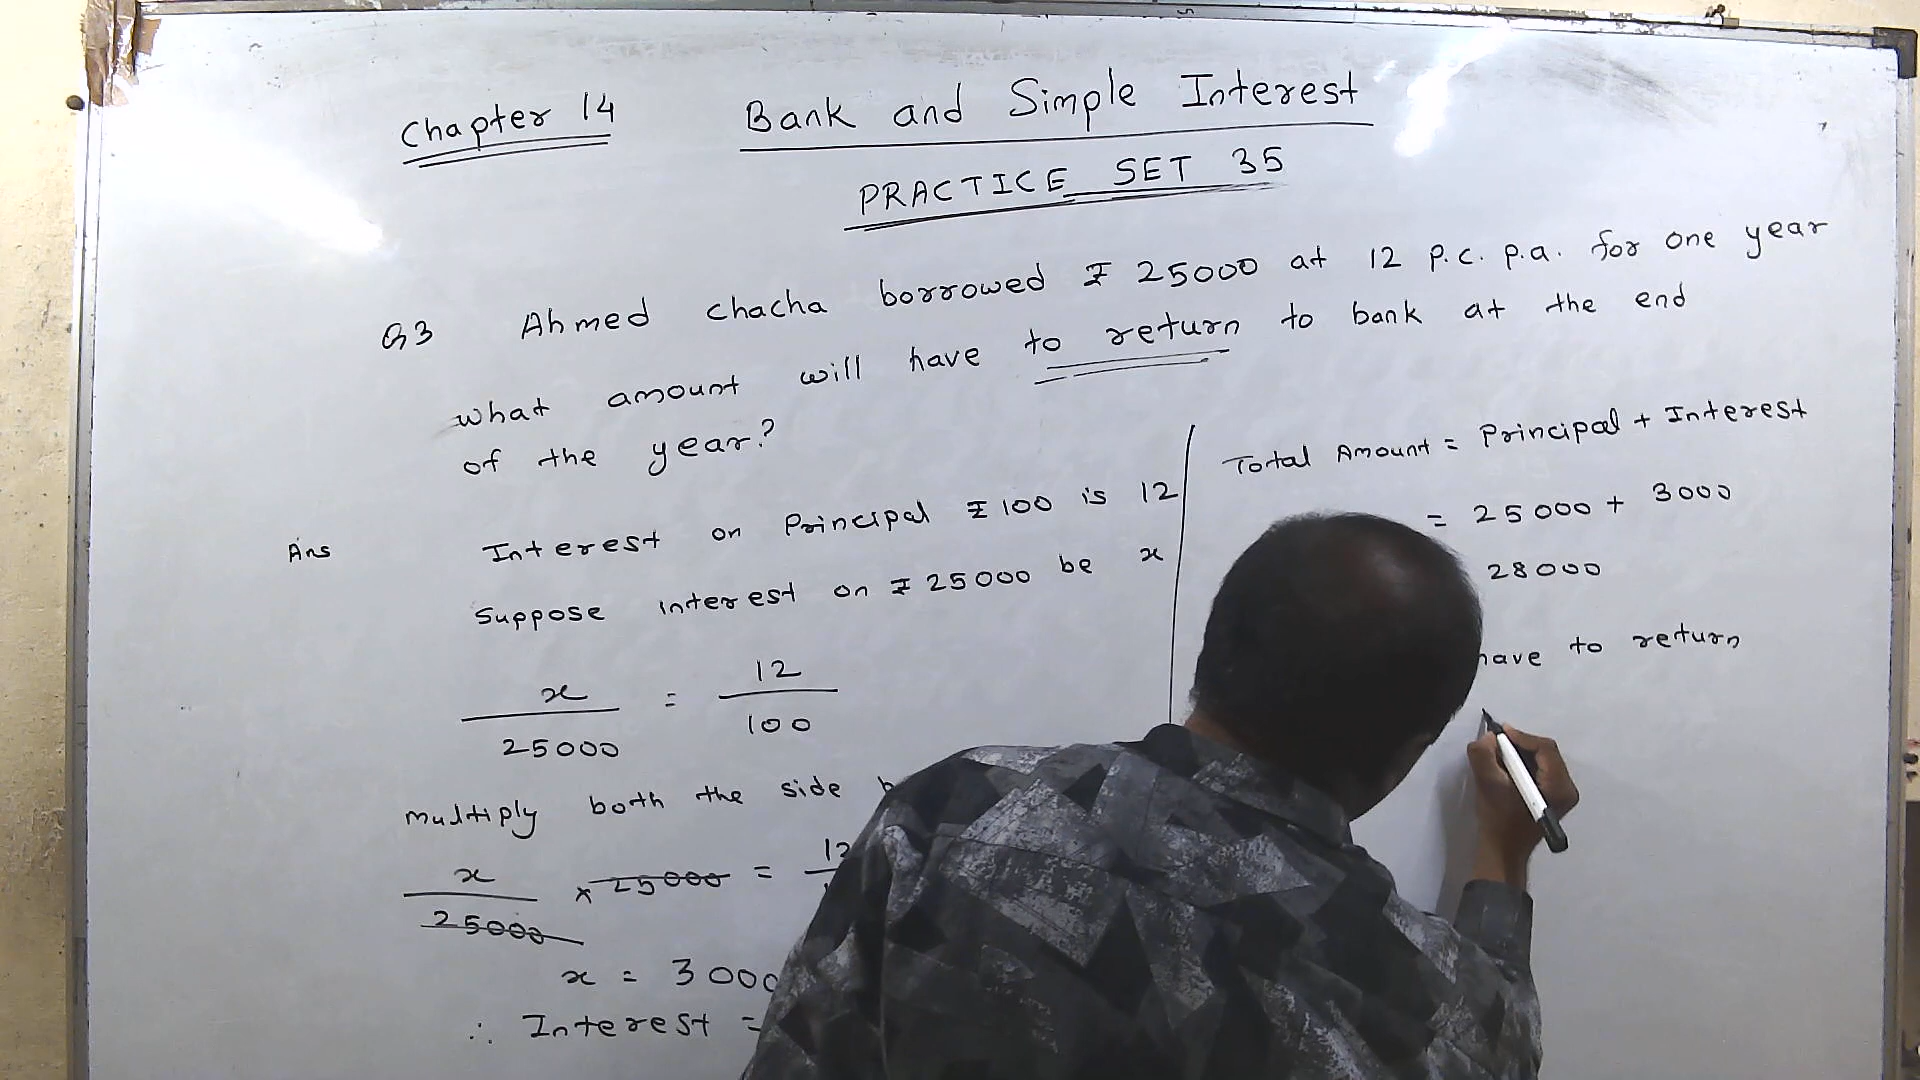 Chapter 14 Bank and Simple Interest
PRACTICE SET 35
Q3 Ahmed chacha borrowed ₹ 25000 at 12 p.c. p.a. for one year
what amount will have to return to bank at the end
of the year?
Ans Interest on Principal ₹ 100 is 12
Suppose interest on ₹ 25000 be x
x = 12
25000 100
multiply both the side
x × 25000 = 12
25000
x = 3000
∴ Interest =
Total Amount = Principal + Interest
= 25000 + 3000
28000
have to return